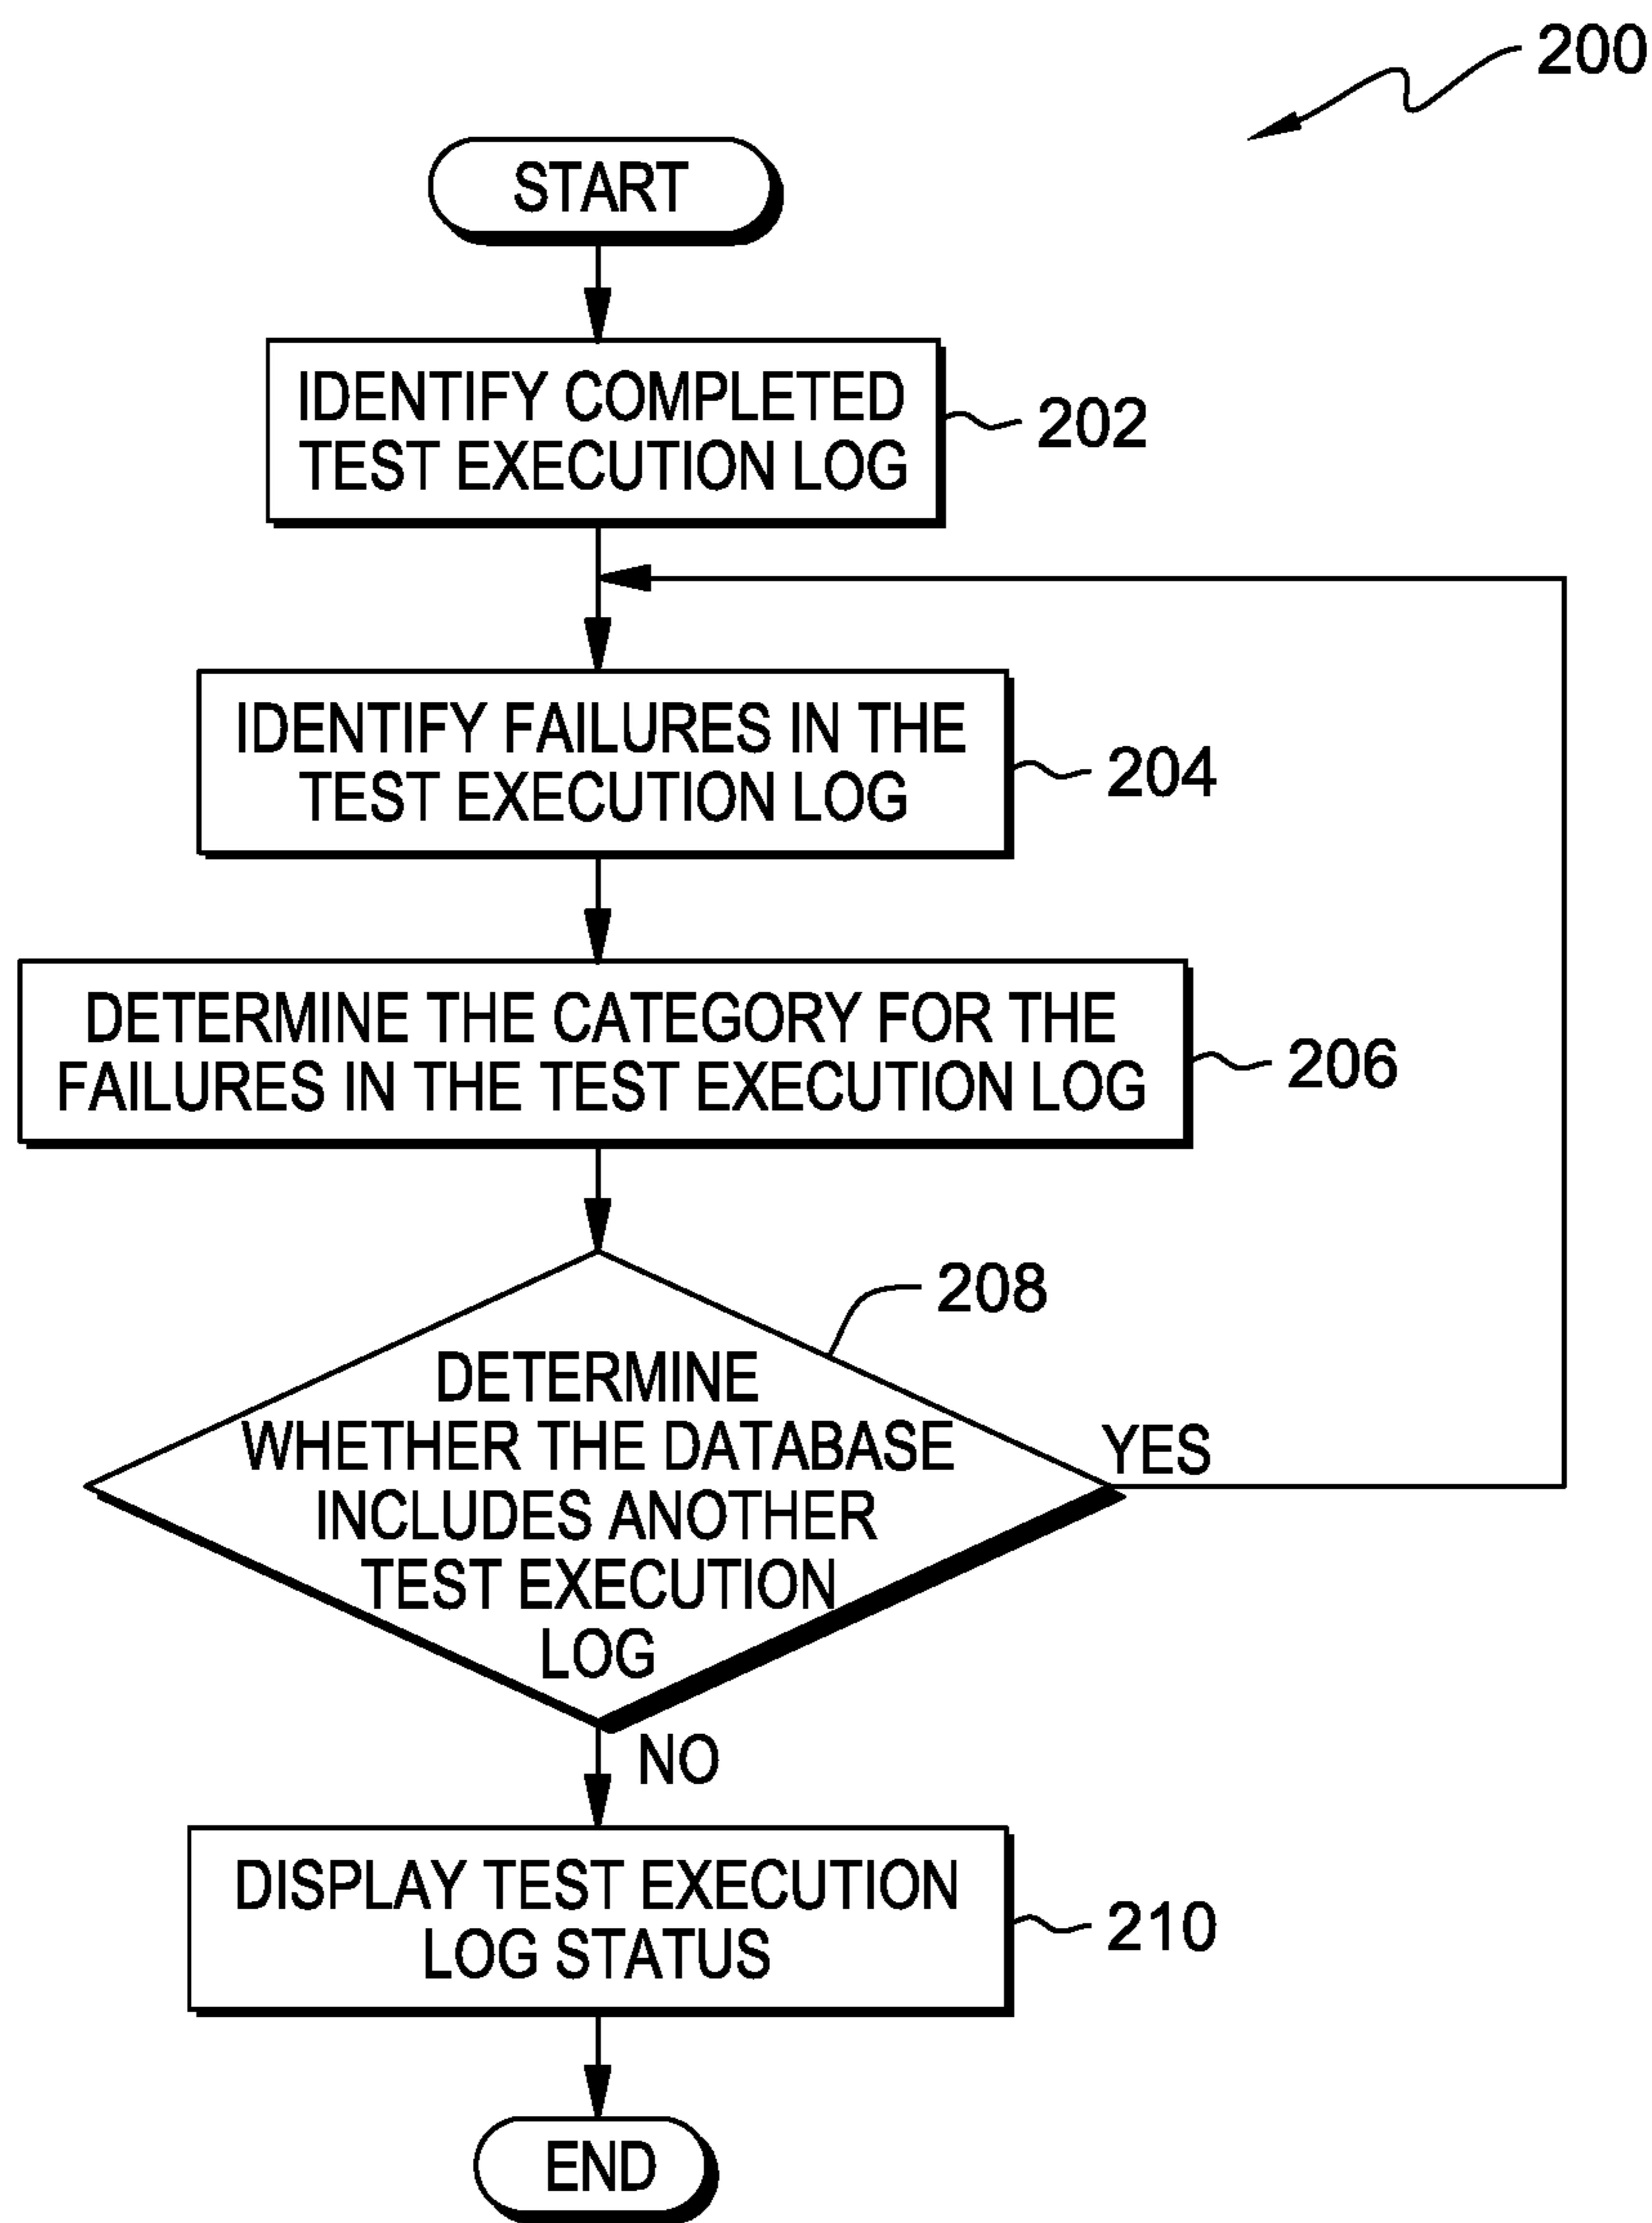 200
START
IDENTIFY COMPLETED
TEST EXECUTION LOG
202
IDENTIFY FAILURES IN THE
TEST EXECUTION LOG
204
DETERMINE THE CATEGORY FOR THE
FAILURES IN THE TEST EXECUTION LOG
206
208
DETERMINE
WHETHER THE DATABASE
INCLUDES ANOTHER
TEST EXECUTION
LOG
YES
NO
DISPLAY TEST EXECUTION
LOG STATUS
210
END